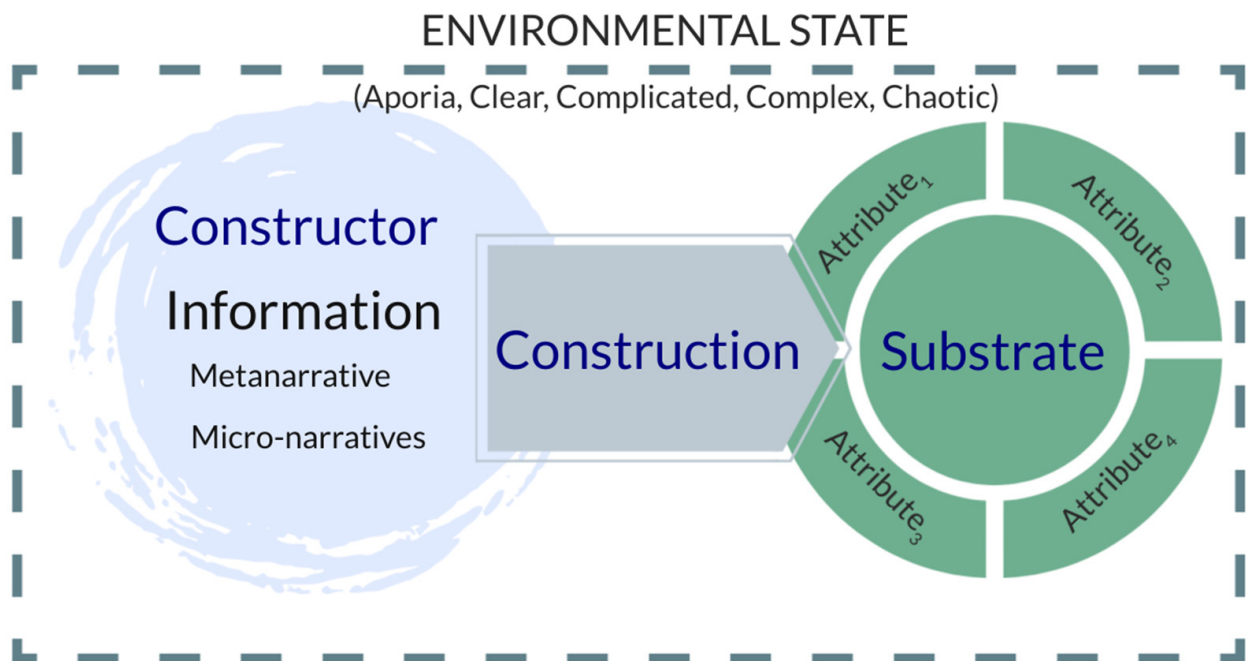 ENVIRONMENTAL STATE
(Aporia, Clear, Complicated, Complex, Chaotic)
Constructor
Information
Metanarrative
Micro-narratives
Construction
Substrate
Attribute₁
Attribute₂
Attribute₃
Attribute₄